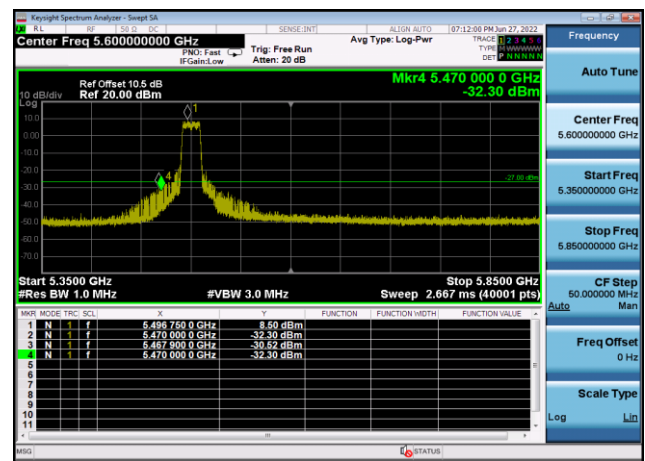 Keysight Spectrum Analyzer - Swept SA
RL RF 50 Ω DC SENSE:INT ALIGN AUTO 07:12:00 PM Jun 27, 2022
Center Freq 5.600000000 GHz
PNO: Fast
IFGain:Low
Trig: Free Run
Atten: 20 dB
Avg Type: Log-Pwr
TRACE 1 2 3 4 5 6
TYPE M WWWWW
DET P N N N N N
Ref Offset 10.5 dB
10 dB/div Ref 20.00 dBm
Log
Mkr4 5.470 000 0 GHz
-32.30 dBm
1
4
-27.00 dBm
10.0
0.00
-10.0
-20.0
-30.0
-40.0
-50.0
-60.0
-70.0
Start 5.3500 GHz Stop 5.8500 GHz
#Res BW 1.0 MHz #VBW 3.0 MHz Sweep 2.667 ms (40001 pts)
MKR MODE TRC SCL X Y FUNCTION FUNCTION WIDTH FUNCTION VALUE
1 N 1 f 5.496 750 0 GHz 8.50 dBm
2 N 1 f 5.470 000 0 GHz -32.30 dBm
3 N 1 f 5.467 900 0 GHz -30.52 dBm
4 N 1 f 5.470 000 0 GHz -32.30 dBm
5
6
7
8
9
10
11
MSG STATUS
Frequency
Auto Tune
Center Freq
5.600000000 GHz
Start Freq
5.350000000 GHz
Stop Freq
5.850000000 GHz
CF Step
50.000000 MHz
Auto Man
Freq Offset
0 Hz
Scale Type
Log Lin